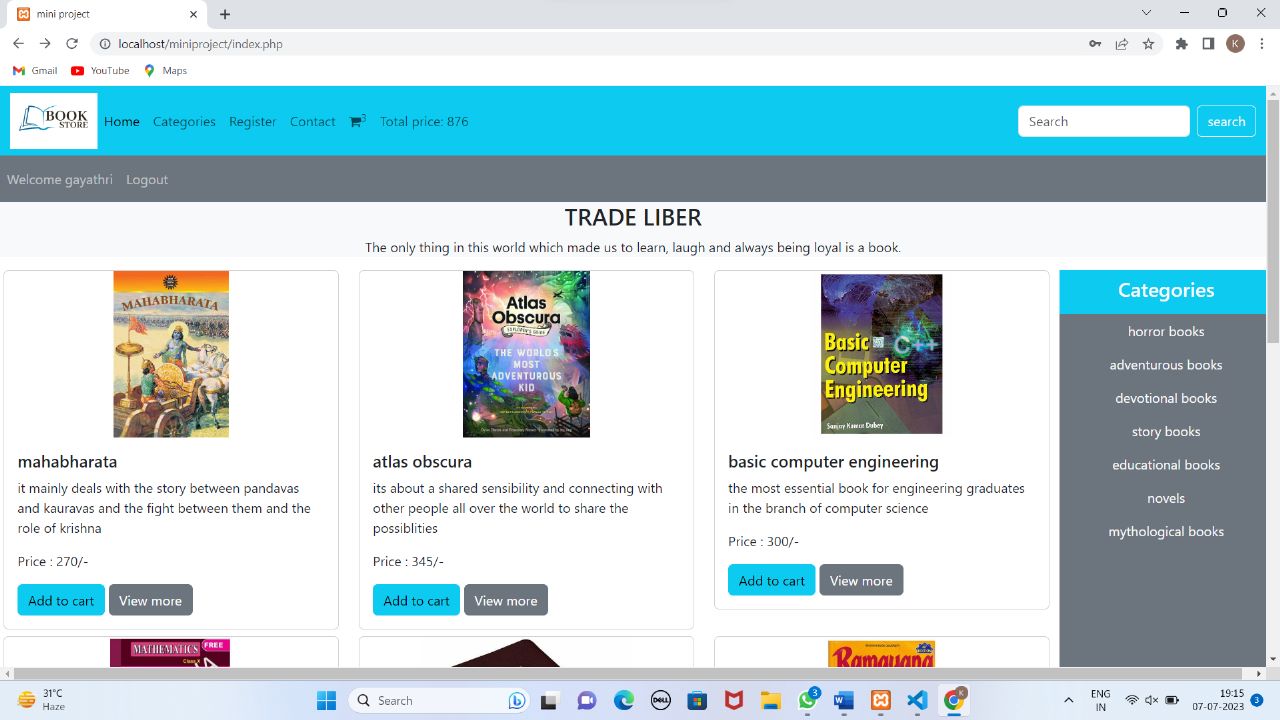 mini project
localhost/miniproject/index.php
K
Gmail
YouTube
Maps
BOOK
STORE
Home
Categories
Register
Contact
3
Total price: 876
Search
search
Welcome gayathri
Logout
TRADE LIBER
The only thing in this world which made us to learn, laugh and always being loyal is a book.
MAHABHARATA
mahabharata
it mainly deals with the story between pandavas
and kauravas and the fight between them and the
role of krishna
Price : 270/-
Add to cart
View more
Atlas
Obscura
EXPLORER'S GUIDE
THE WORLD'S
MOST
ADVENTUROUS
KID
atlas obscura
its about a shared sensibility and connecting with
other people all over the world to share the
possiblities
Price : 345/-
Add to cart
View more
Basic C++
Computer
Engineering
Sanjay Kumar Dubey
basic computer engineering
the most essential book for engineering graduates
in the branch of computer science
Price : 300/-
Add to cart
View more
Categories
horror books
adventurous books
devotional books
story books
educational books
novels
mythological books
MATHEMATICS
FREE
Class X
Ramayana
31°C
Haze
Search
DELL
3
K
ENG
IN
19:15
07-07-2023
3